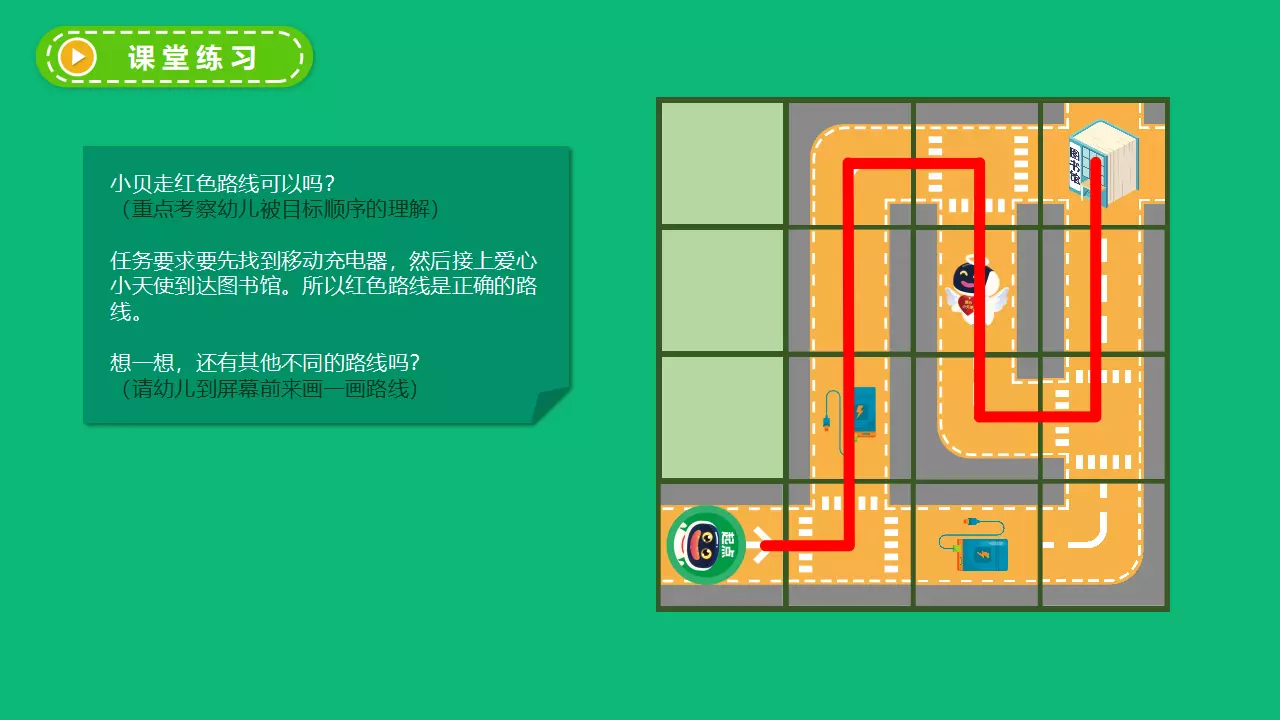 课堂练习
小贝走红色路线可以吗？
（重点考察幼儿被目标顺序的理解）
任务要求要先找到移动充电器，然后接上爱心
小天使到达图书馆。所以红色路线是正确的路
线。
想一想，还有其他不同的路线吗？
（请幼儿到屏幕前来画一画路线）
图书馆
起点